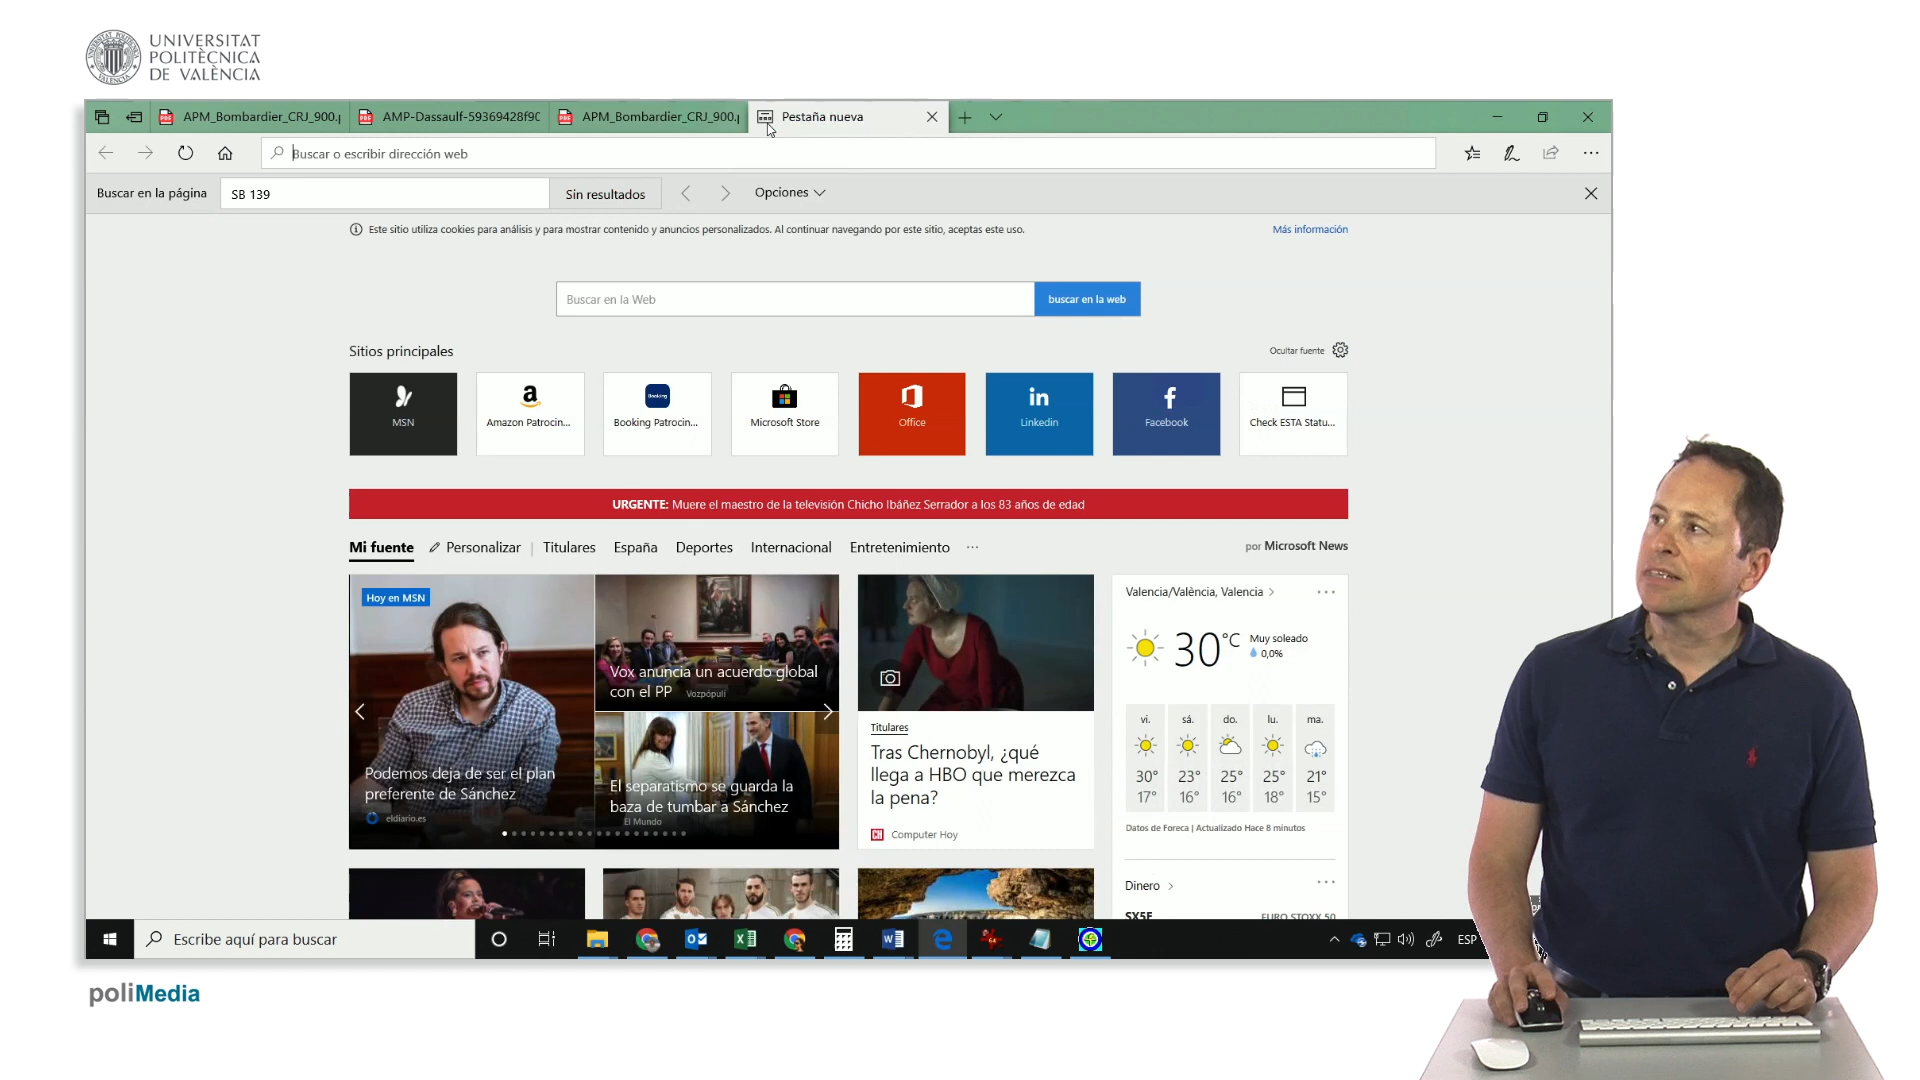 UNIVERSITAT
POLITÈCNICA
DE VALÈNCIA
APM_Bombardier_CRJ_900.p
AMP-Dassaulf-59369428f90
APM_Bombardier_CRJ_900.p
Pestaña nueva
Buscar o escribir dirección web
Buscar en la página
SB 139
Sin resultados
Opciones
Este sitio utiliza cookies para análisis y para mostrar contenido y anuncios personalizados. Al continuar navegando por este sitio, aceptas este uso.
Más información
Buscar en la Web
buscar en la web
Sitios principales
Ocultar fuente
MSN
Amazon Patrocin...
Booking Patrocin...
Microsoft Store
Office
Linkedin
Facebook
Check ESTA Statu...
URGENTE: Muere el maestro de la televisión Chicho Ibáñez Serrador a los 83 años de edad
Mi fuente
Personalizar
Titulares
España
Deportes
Internacional
Entretenimiento
por Microsoft News
Hoy en MSN
Podemos deja de ser el plan
preferente de Sánchez
eldiario.es
Vox anuncia un acuerdo global
con el PP Vozpópuli
El separatismo se guarda la
baza de tumbar a Sánchez
El Mundo
Titulares
Tras Chernobyl, ¿qué
llega a HBO que merezca
la pena?
Computer Hoy
Valencia/València, Valencia
30°C
Muy soleado
0,0%
vi. sá. do. lu. ma.
30° 23° 25° 25° 21°
17° 16° 16° 18° 15°
Datos de Foreca | Actualizado Hace 8 minutos
Dinero
SX5E
EURO STOXX 50
Escribe aquí para buscar
ESP
poliMedia